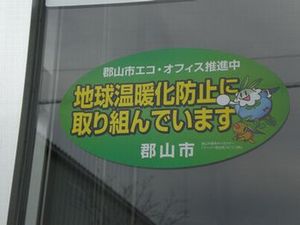 郡山市エコ・オフィス推進中
地球温暖化防止に
取り組んでいます
郡山市